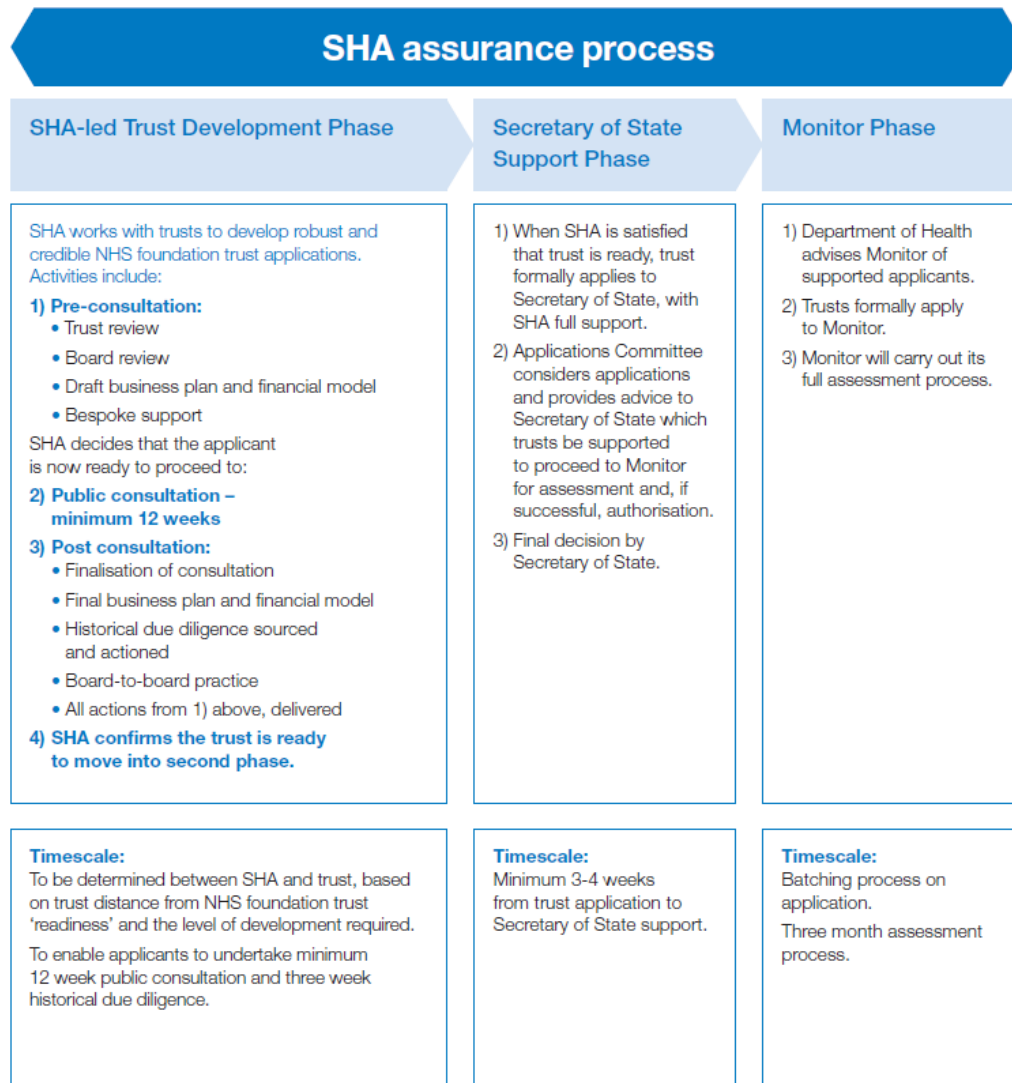 SHA assurance process
SHA-led Trust Development Phase
Secretary of State
Support Phase
Monitor Phase
SHA works with trusts to develop robust and
credible NHS foundation trust applications.
Activities include:
1) Pre-consultation:
• Trust review
• Board review
• Draft business plan and financial model
• Bespoke support
SHA decides that the applicant
is now ready to proceed to:
2) Public consultation –
minimum 12 weeks
3) Post consultation:
• Finalisation of consultation
• Final business plan and financial model
• Historical due diligence sourced
and actioned
• Board-to-board practice
• All actions from 1) above, delivered
4) SHA confirms the trust is ready
to move into second phase.
1) When SHA is satisfied
that trust is ready, trust
formally applies to
Secretary of State, with
SHA full support.
2) Applications Committee
considers applications
and provides advice to
Secretary of State which
trusts be supported
to proceed to Monitor
for assessment and, if
successful, authorisation.
3) Final decision by
Secretary of State.
1) Department of Health
advises Monitor of
supported applicants.
2) Trusts formally apply
to Monitor.
3) Monitor will carry out its
full assessment process.
Timescale:
To be determined between SHA and trust, based
on trust distance from NHS foundation trust
‘readiness’ and the level of development required.
To enable applicants to undertake minimum
12 week public consultation and three week
historical due diligence.
Timescale:
Minimum 3-4 weeks
from trust application to
Secretary of State support.
Timescale:
Batching process on
application.
Three month assessment
process.